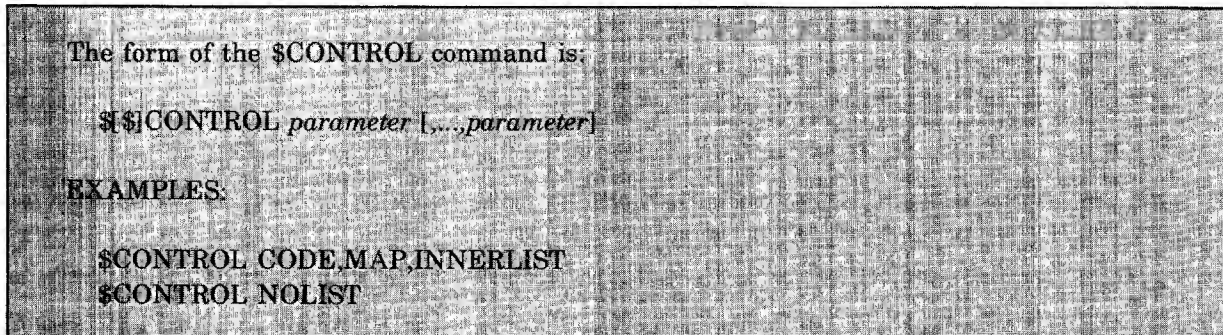 The form of the $CONTROL command is:
$[$]CONTROL parameter [,...,parameter]
EXAMPLES:
$CONTROL CODE,MAP,INNERLIST
$CONTROL NOLIST